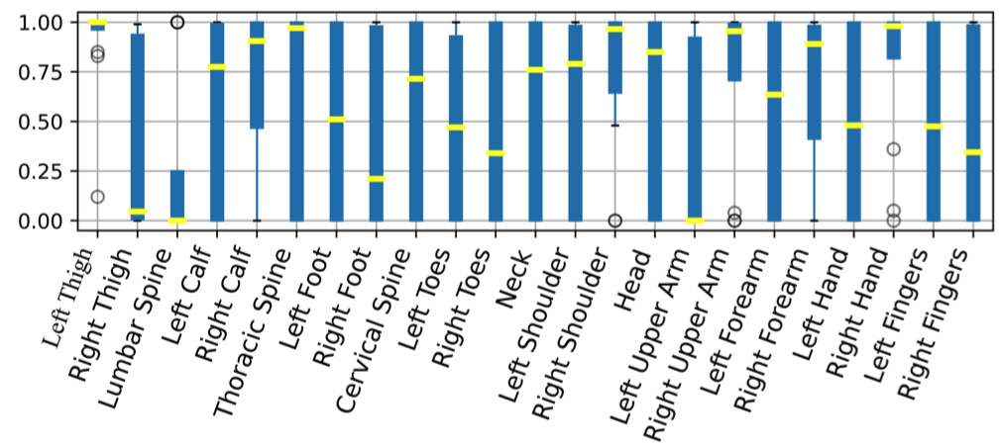 1.00
0.75
0.50
0.25
0.00
Left Thigh
Right Thigh
Lumbar Spine
Left Calf
Right Calf
Thoracic Spine
Left Foot
Right Foot
Cervical Spine
Left Toes
Right Toes
Neck
Left Shoulder
Right Shoulder
Head
Left Upper Arm
Right Upper Arm
Left Forearm
Right Forearm
Left Hand
Right Hand
Left Fingers
Right Fingers